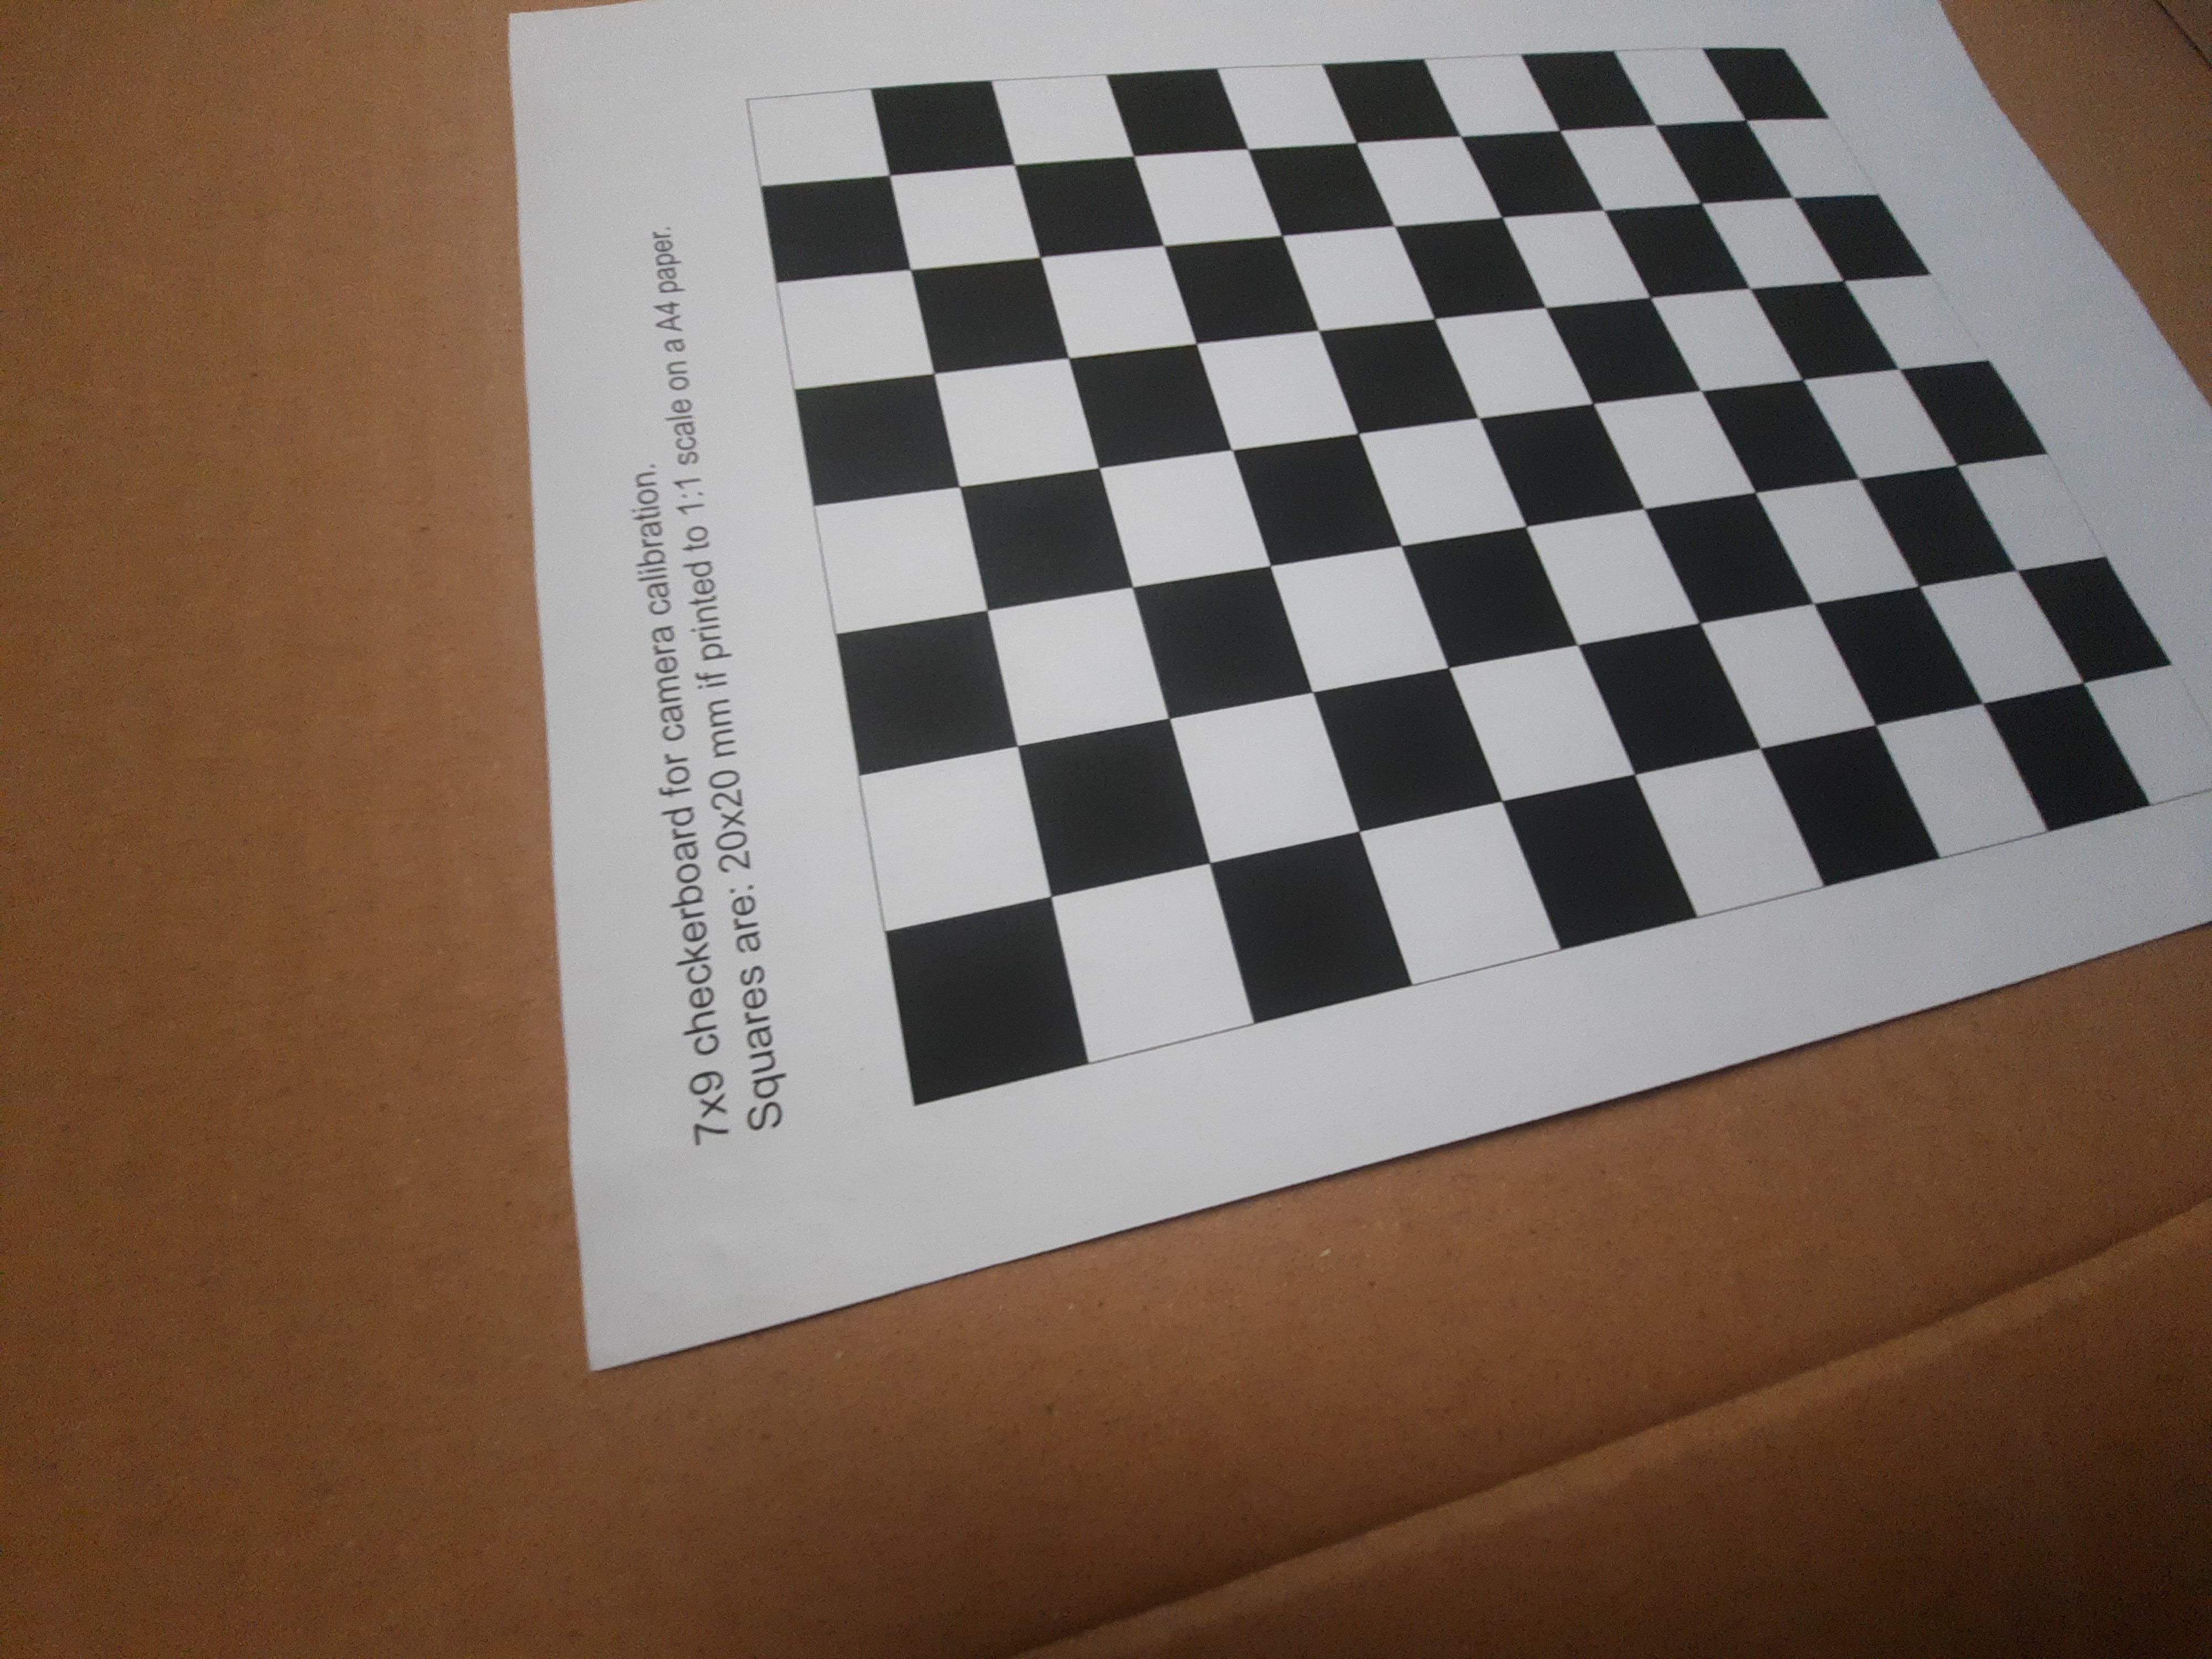 7x9 checkerboard for camera calibration.
Squares are: 20x20 mm if printed to 1:1 scale on a A4 paper.